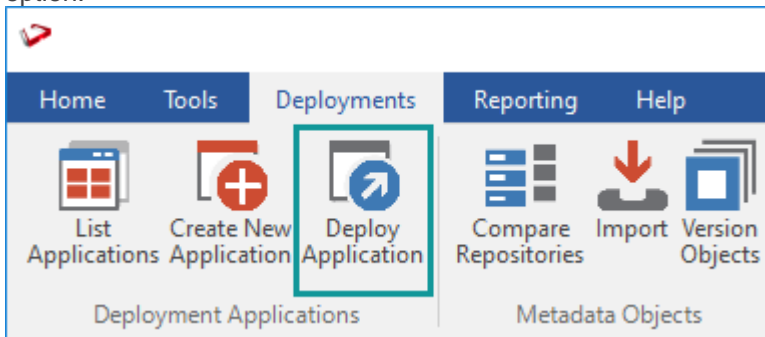 option.
Home Tools Deployments Reporting Help
List Create New Deploy Compare Import Version
Applications Application Application Repositories Objects
Deployment Applications Metadata Objects